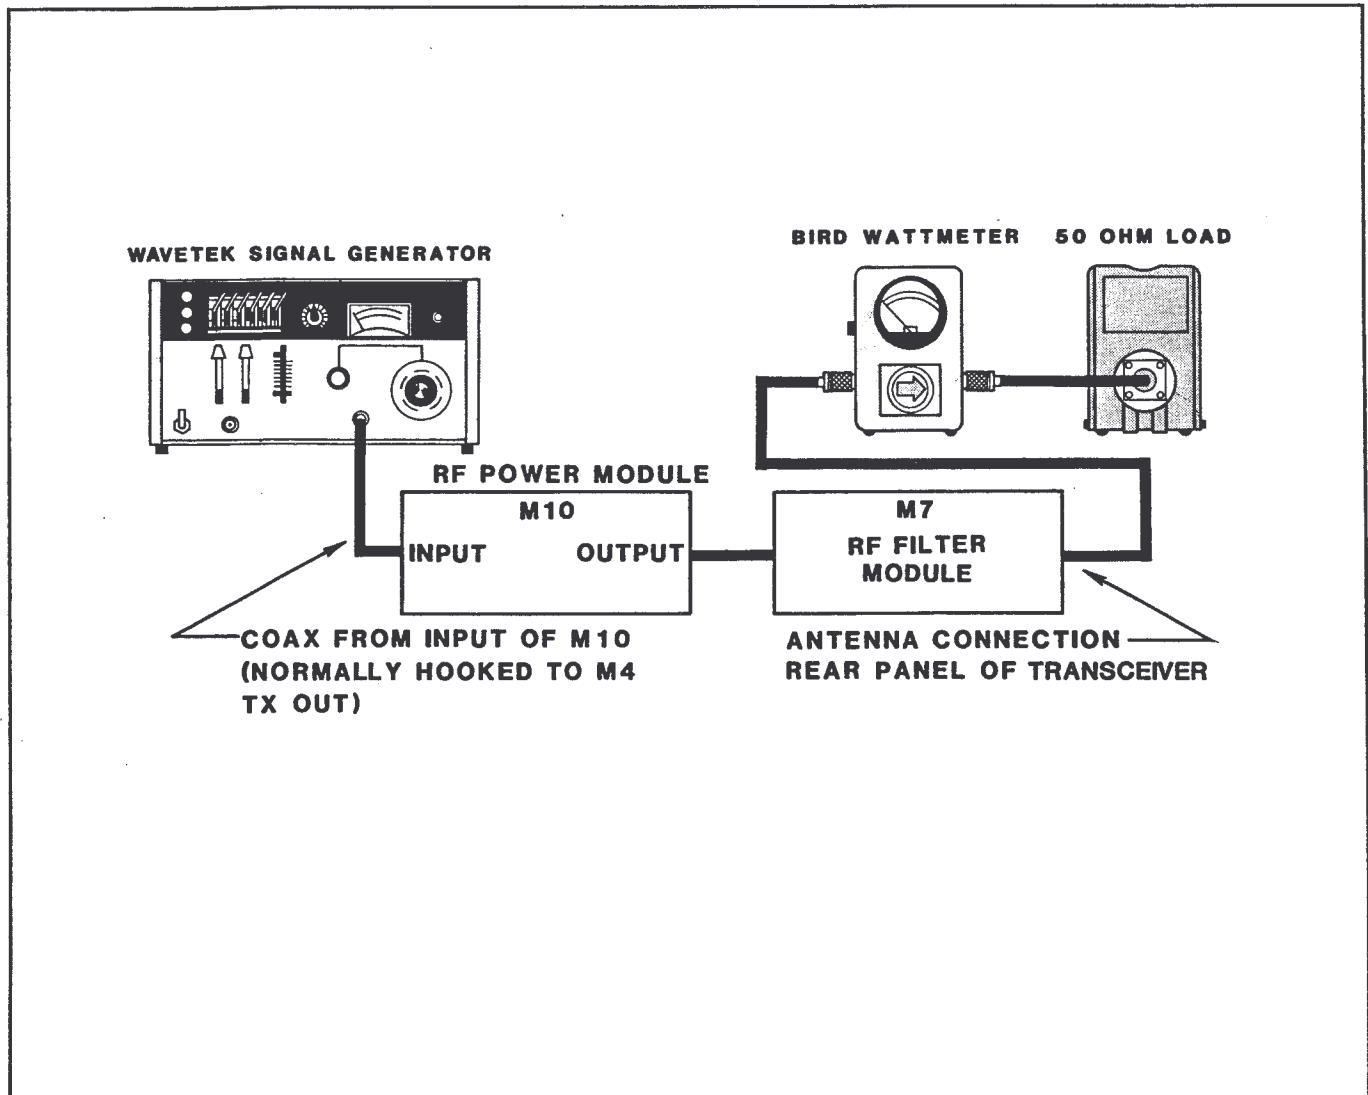 WAVETEK SIGNAL GENERATOR
BIRD WATTMETER
50 OHM LOAD
RF POWER MODULE
M10
INPUT
OUTPUT
M7
RF FILTER
MODULE
COAX FROM INPUT OF M10
(NORMALLY HOOKED TO M4
TX OUT)
ANTENNA CONNECTION
REAR PANEL OF TRANSCEIVER